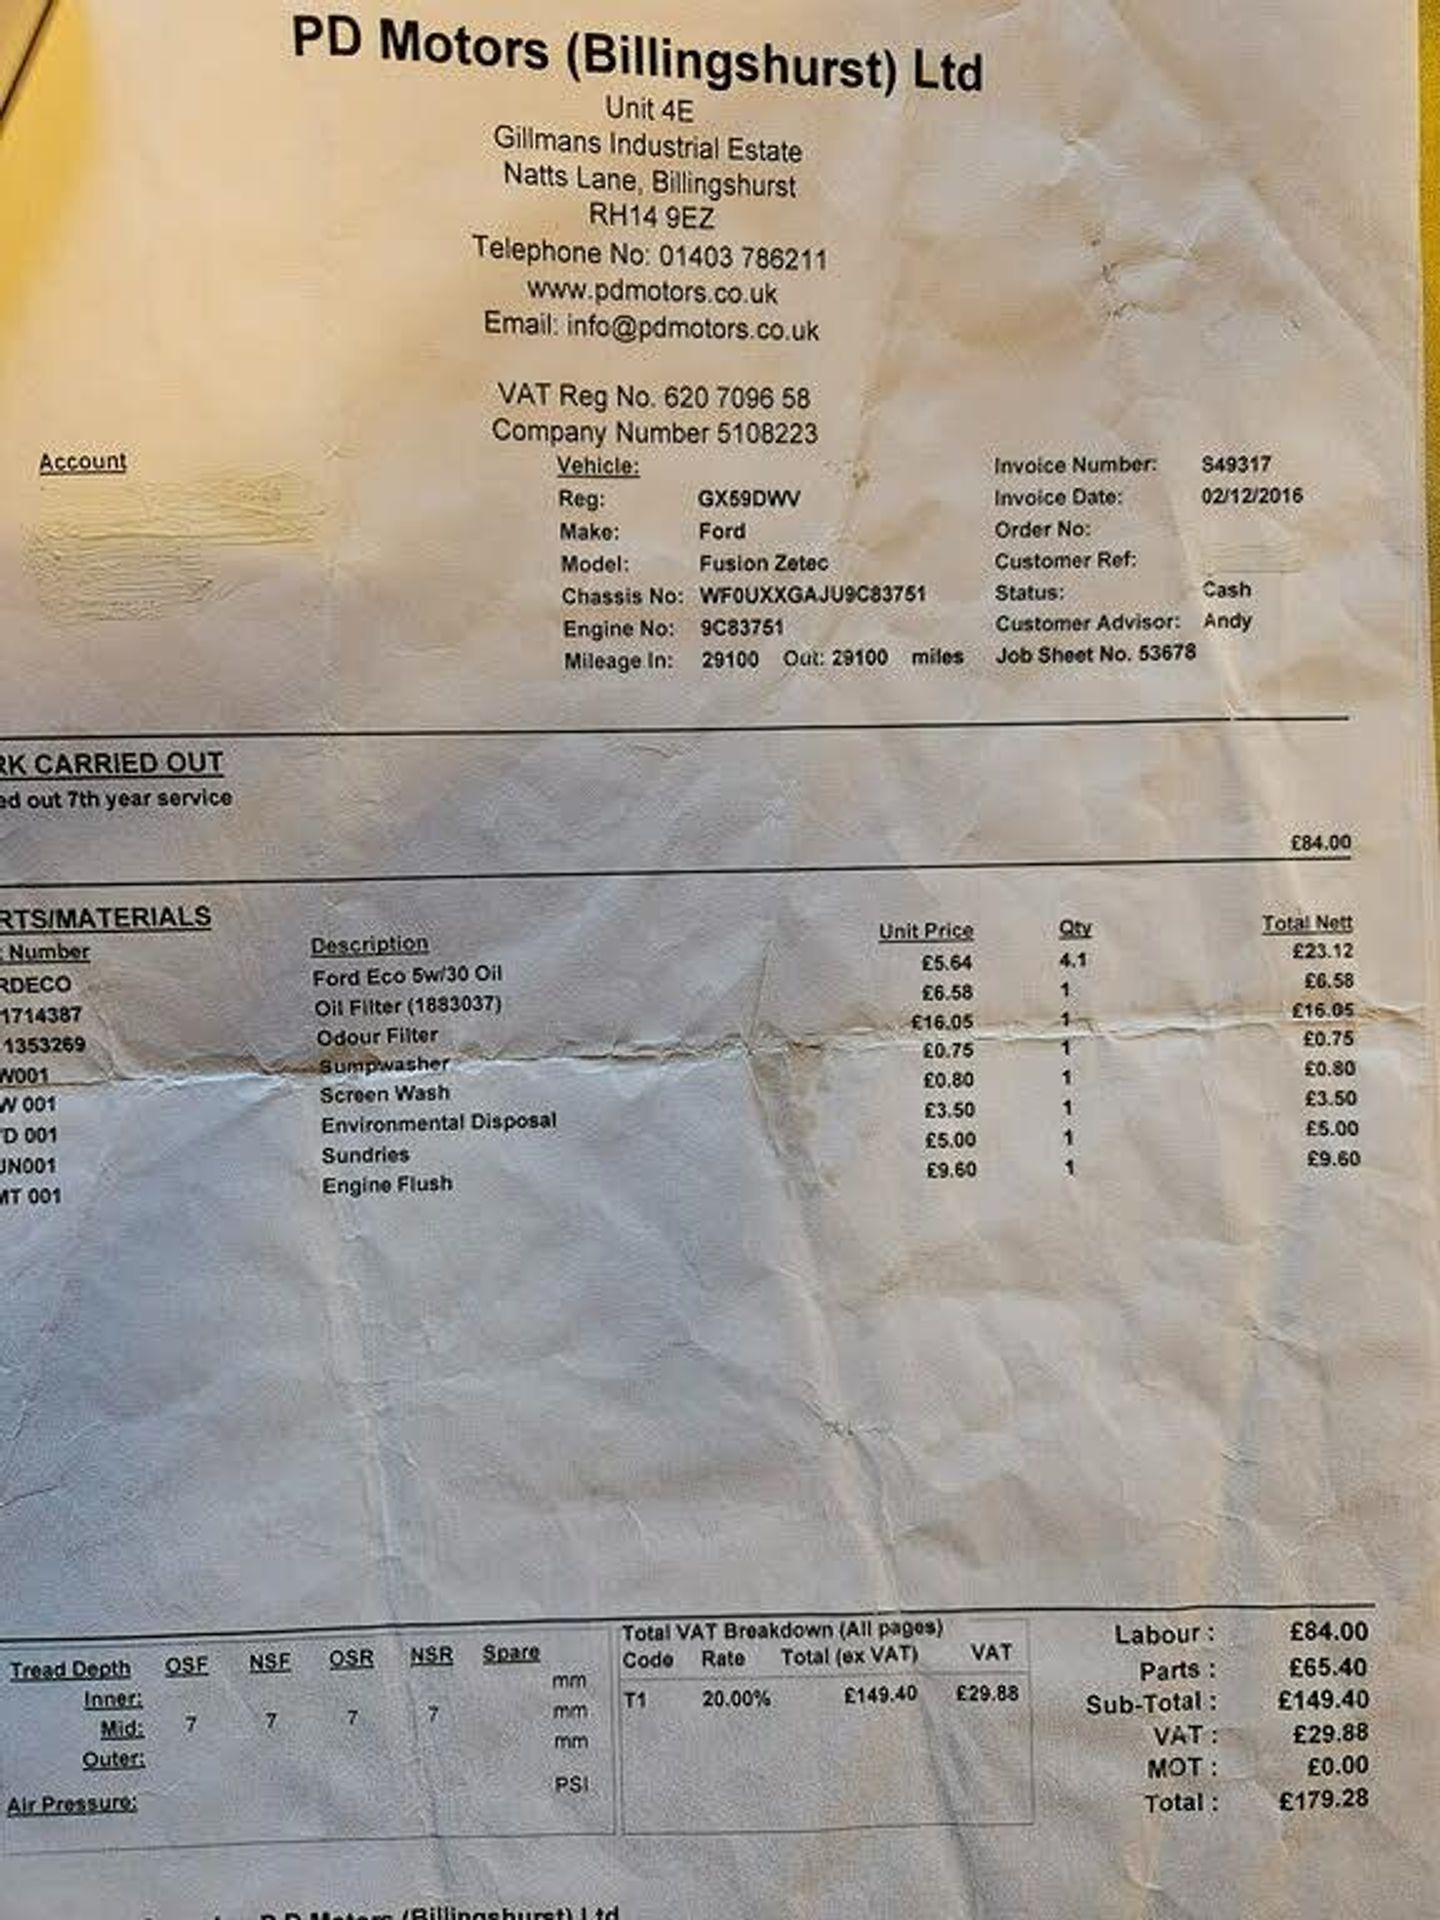 PD Motors (Billingshurst) Ltd
Unit 4E
Gillmans Industrial Estate
Natts Lane, Billingshurst
RH14 9EZ
Telephone No: 01403 786211
www.pdmotors.co.uk
Email: info@pdmotors.co.uk
VAT Reg No. 620 7096 58
Company Number 5108223
Account
Vehicle:
Reg: GX59DWV
Make: Ford
Model: Fusion Zetec
Chassis No: WF0UXXGAJU9C83751
Engine No: 9C83751
Mileage In: 29100 Out: 29100 miles
Invoice Number: S49317
Invoice Date: 02/12/2016
Order No:
Customer Ref:
Status: Cash
Customer Advisor: Andy
Job Sheet No. 53678
RK CARRIED OUT
ed out 7th year service
£84.00
RTS/MATERIALS
Number Description Unit Price Qty Total Nett
RDECO Ford Eco 5w/30 Oil £5.64 4.1 £23.12
1714387 Oil Filter (1883037) £6.58 1 £6.58
1353269 Odour Filter £16.05 1 £16.05
W001 Sumpwasher £0.75 1 £0.75
W 001 Screen Wash £0.80 1 £0.80
D 001 Environmental Disposal £3.50 1 £3.50
UN001 Sundries £5.00 1 £5.00
MT 001 Engine Flush £9.60 1 £9.60
Tread Depth OSF NSF OSR NSR Spare
Inner: mm
Mid: 7 7 7 7 mm
Outer: mm
Air Pressure: PSI
Total VAT Breakdown (All pages)
Code Rate Total (ex VAT) VAT
T1 20.00% £149.40 £29.88
Labour : £84.00
Parts : £65.40
Sub-Total : £149.40
VAT : £29.88
MOT : £0.00
Total : £179.28
P D Motors (Billingshurst) Ltd